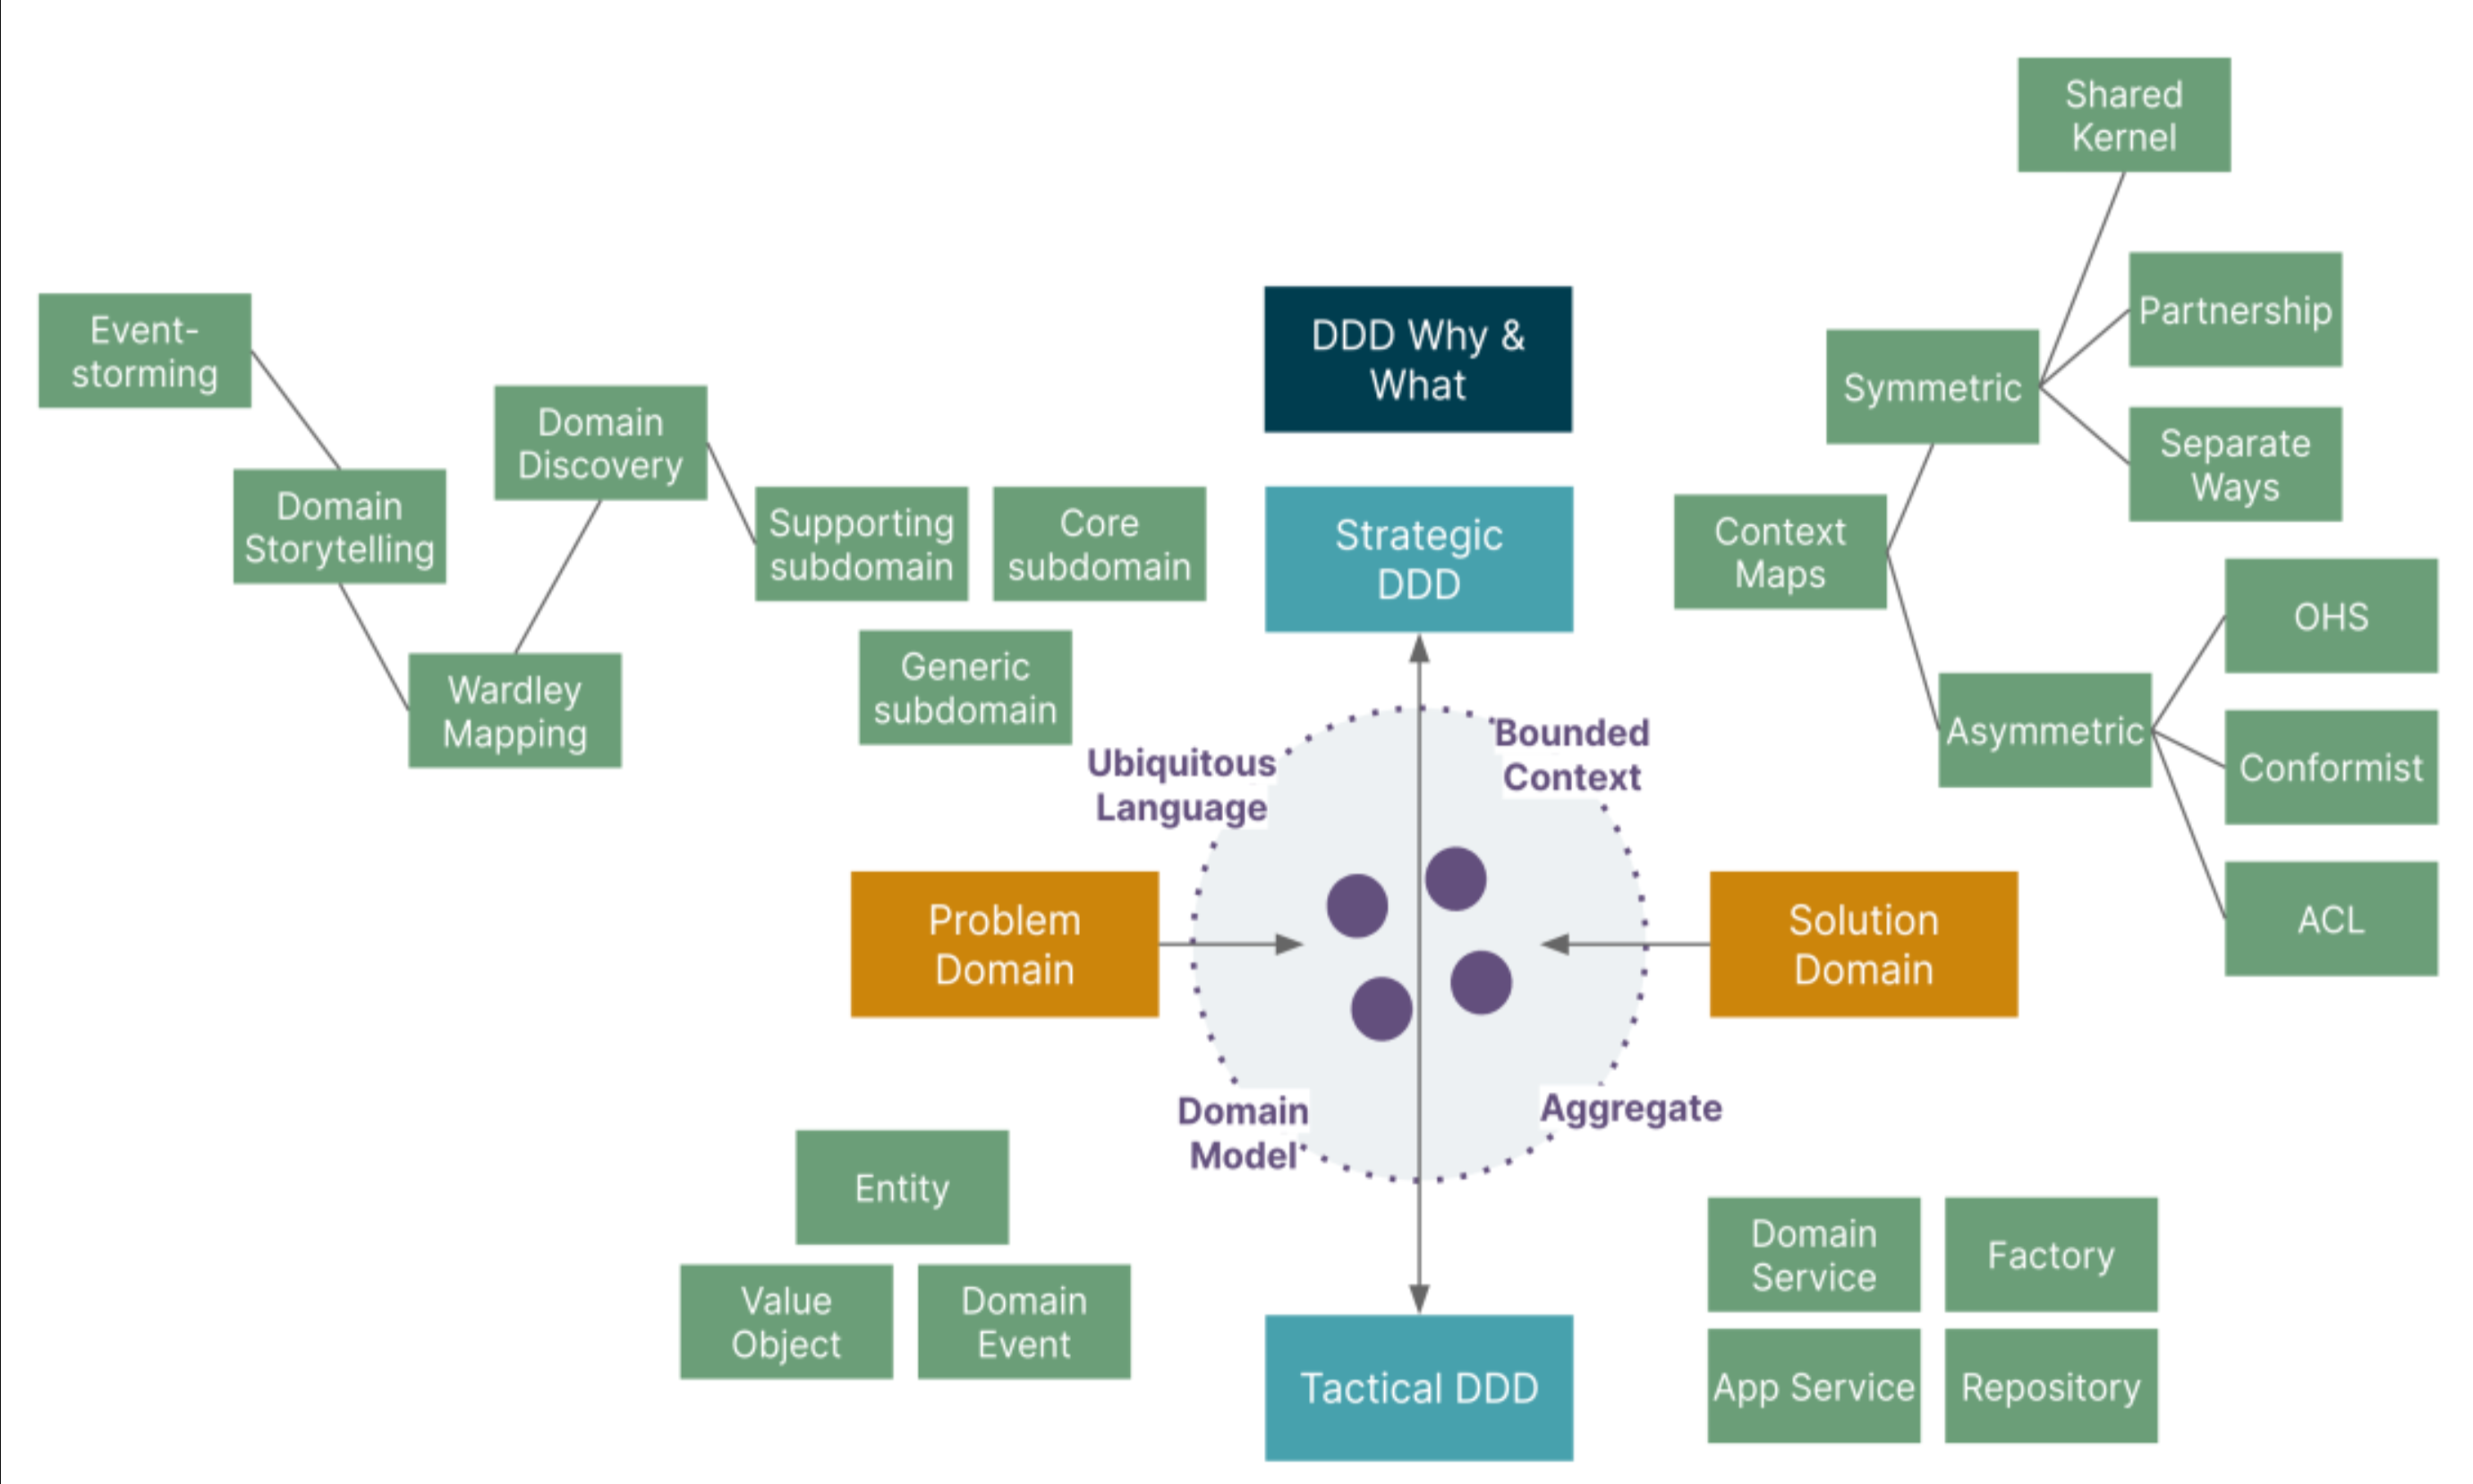 Shared
Kernel
Event-
storming
DDD Why &
What
Partnership
Symmetric
Domain
Discovery
Separate
Ways
Domain
Storytelling
Supporting
subdomain
Core
subdomain
Strategic
DDD
Context
Maps
OHS
Generic
subdomain
Wardley
Mapping
Asymmetric
Conformist
Ubiquitous
Language
Bounded
Context
Problem
Domain
Solution
Domain
ACL
Domain
Model
Aggregate
Entity
Value
Object
Domain
Event
Tactical DDD
Domain
Service
Factory
App Service
Repository